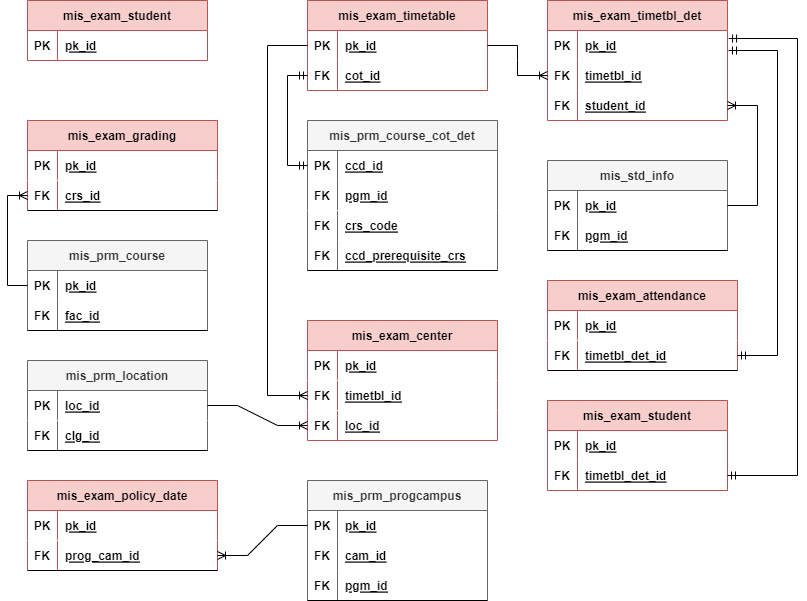 mis_exam_student
PK pk_id
mis_exam_timetable
PK pk_id
FK cot_id
mis_exam_timetbl_det
PK pk_id
FK timetbl_id
FK student_id
mis_exam_grading
PK pk_id
FK crs_id
mis_prm_course_cot_det
PK ccd_id
FK pgm_id
FK crs_code
FK ccd_prerequisite_crs
mis_std_info
PK pk_id
FK pgm_id
mis_prm_course
PK pk_id
FK fac_id
mis_exam_center
PK pk_id
FK timetbl_id
FK loc_id
mis_exam_attendance
PK pk_id
FK timetbl_det_id
mis_prm_location
PK loc_id
FK clg_id
mis_exam_student
PK pk_id
FK timetbl_det_id
mis_exam_policy_date
PK pk_id
FK prog_cam_id
mis_prm_progcampus
PK pk_id
FK cam_id
FK pgm_id